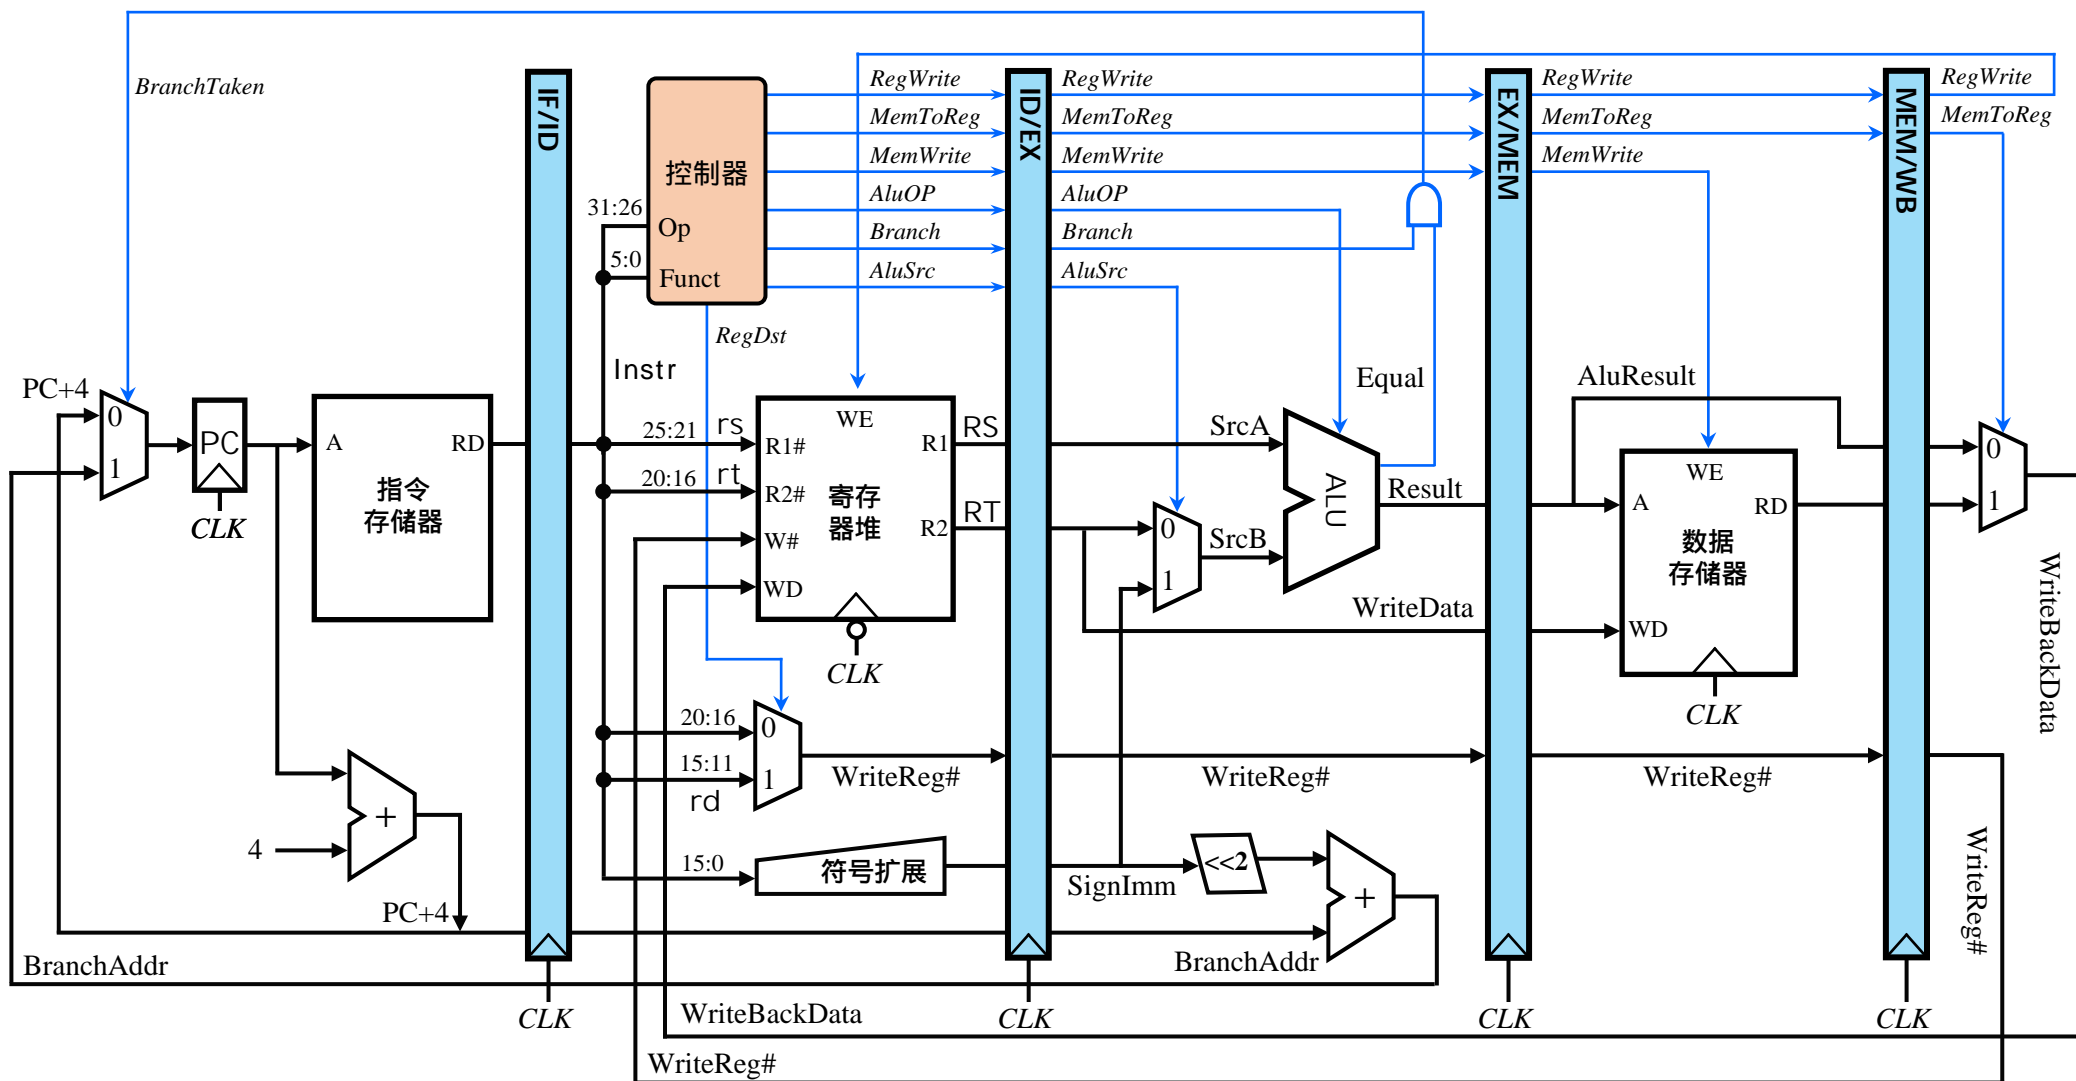 BranchTaken
IF/ID
ID/EX
EX/MEM
MEM/WB
控制器
Op
Funct
31:26
5:0
RegWrite
MemToReg
MemWrite
AluOP
Branch
AluSrc
RegDst
RegWrite
MemToReg
MemWrite
AluOP
Branch
AluSrc
RegWrite
MemToReg
MemWrite
RegWrite
MemToReg
PC+4
0
1
PC
CLK
A
RD
指令
存储器
Instr
25:21
rs
20:16
rt
WE
R1#
R2#
W#
WD
R1
R2
寄存
器堆
CLK
RS
RT
0
1
SrcA
SrcB
ALU
Equal
Result
WriteData
AluResult
WE
A
RD
WD
数据
存储器
CLK
0
1
WriteBackData
20:16
15:11
rd
0
1
WriteReg#
WriteReg#
WriteReg#
WriteReg#
4
+
PC+4
15:0
符号扩展
SignImm
<<2
+
BranchAddr
BranchAddr
CLK
CLK
CLK
CLK
WriteBackData
WriteReg#